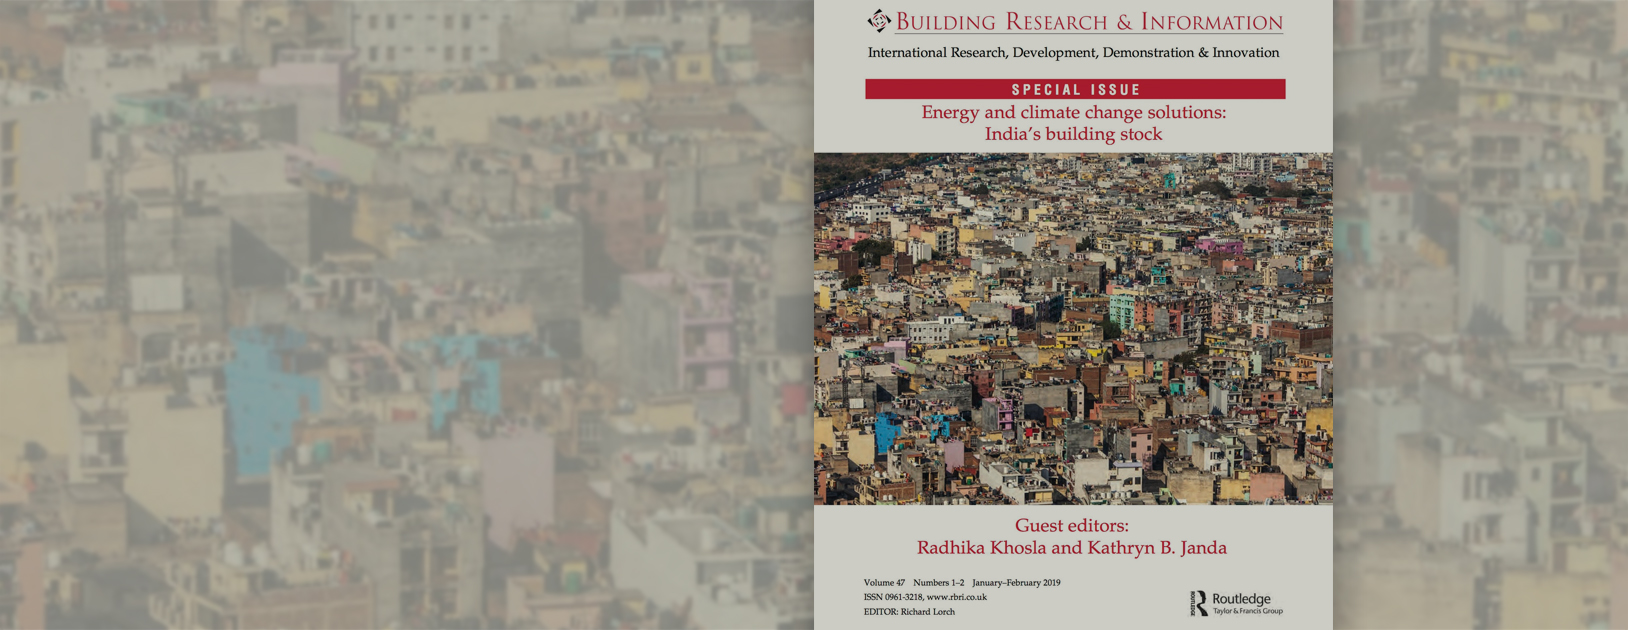 BUILDING RESEARCH & INFORMATION
International Research, Development, Demonstration & Innovation
SPECIAL ISSUE
Energy and climate change solutions:
India's building stock
Guest editors:
Radhika Khosla and Kathryn B. Janda
Volume 47 Numbers 1–2 January–February 2019
ISSN 0961-3218, www.rbri.co.uk
EDITOR: Richard Lorch
ROUTLEDGE
Routledge
Taylor & Francis Group